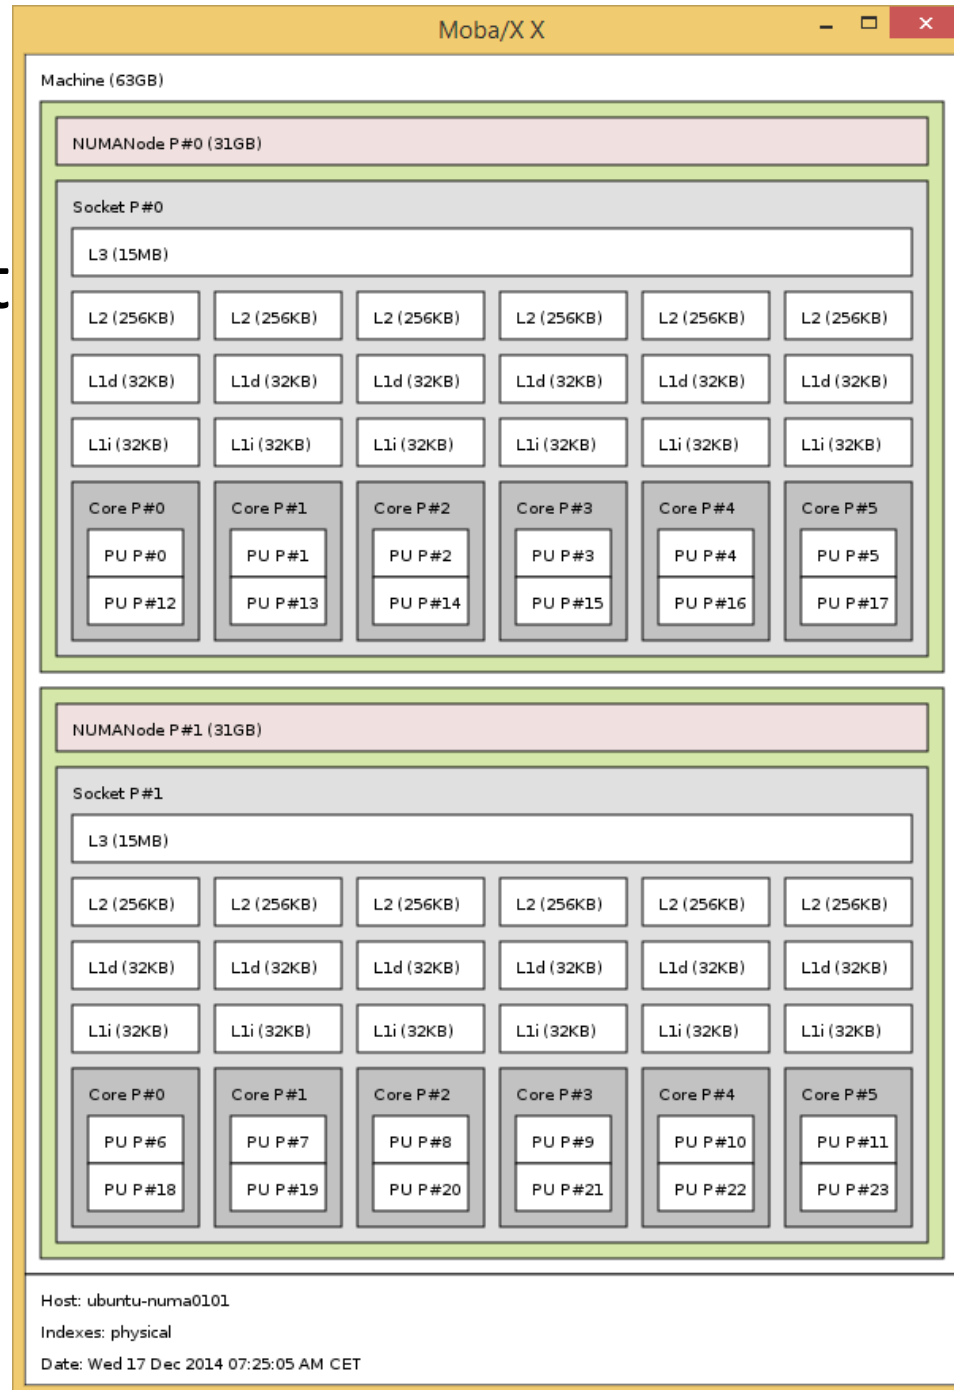 Moba/X X
Machine (63GB)
NUMANode P#0 (31GB)
Socket P#0
L3 (15MB)
L2 (256KB) L2 (256KB) L2 (256KB) L2 (256KB) L2 (256KB) L2 (256KB)
L1d (32KB) L1d (32KB) L1d (32KB) L1d (32KB) L1d (32KB) L1d (32KB)
L1i (32KB) L1i (32KB) L1i (32KB) L1i (32KB) L1i (32KB) L1i (32KB)
Core P#0 Core P#1 Core P#2 Core P#3 Core P#4 Core P#5
PU P#0 PU P#1 PU P#2 PU P#3 PU P#4 PU P#5
PU P#12 PU P#13 PU P#14 PU P#15 PU P#16 PU P#17
NUMANode P#1 (31GB)
Socket P#1
L3 (15MB)
L2 (256KB) L2 (256KB) L2 (256KB) L2 (256KB) L2 (256KB) L2 (256KB)
L1d (32KB) L1d (32KB) L1d (32KB) L1d (32KB) L1d (32KB) L1d (32KB)
L1i (32KB) L1i (32KB) L1i (32KB) L1i (32KB) L1i (32KB) L1i (32KB)
Core P#0 Core P#1 Core P#2 Core P#3 Core P#4 Core P#5
PU P#6 PU P#7 PU P#8 PU P#9 PU P#10 PU P#11
PU P#18 PU P#19 PU P#20 PU P#21 PU P#22 PU P#23
Host: ubuntu-numa0101
Indexes: physical
Date: Wed 17 Dec 2014 07:25:05 AM CET